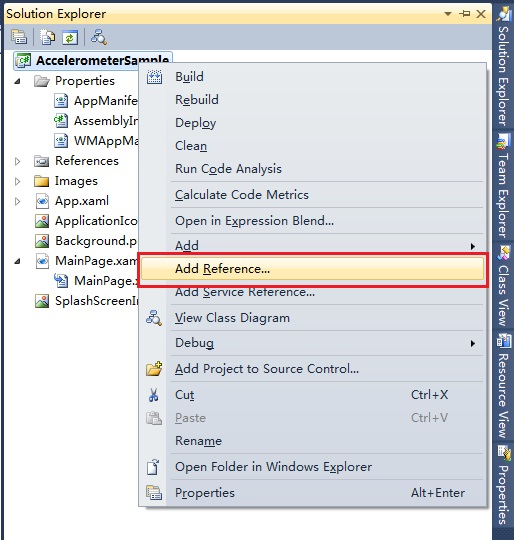 Solution Explorer
AccelerometerSample
Properties
AppManife
AssemblyIn
WMAppMa
References
Images
App.xaml
ApplicationIco
Background.p
MainPage.xam
MainPage.x
SplashScreenIn
Build
Rebuild
Deploy
Clean
Run Code Analysis
Calculate Code Metrics
Open in Expression Blend...
Add
Add Reference...
Add Service Reference...
View Class Diagram
Debug
Add Project to Source Control...
Cut Ctrl+X
Paste Ctrl+V
Rename
Open Folder in Windows Explorer
Properties Alt+Enter
Solution Explorer
Team Explorer
Class View
Resource View
Properties